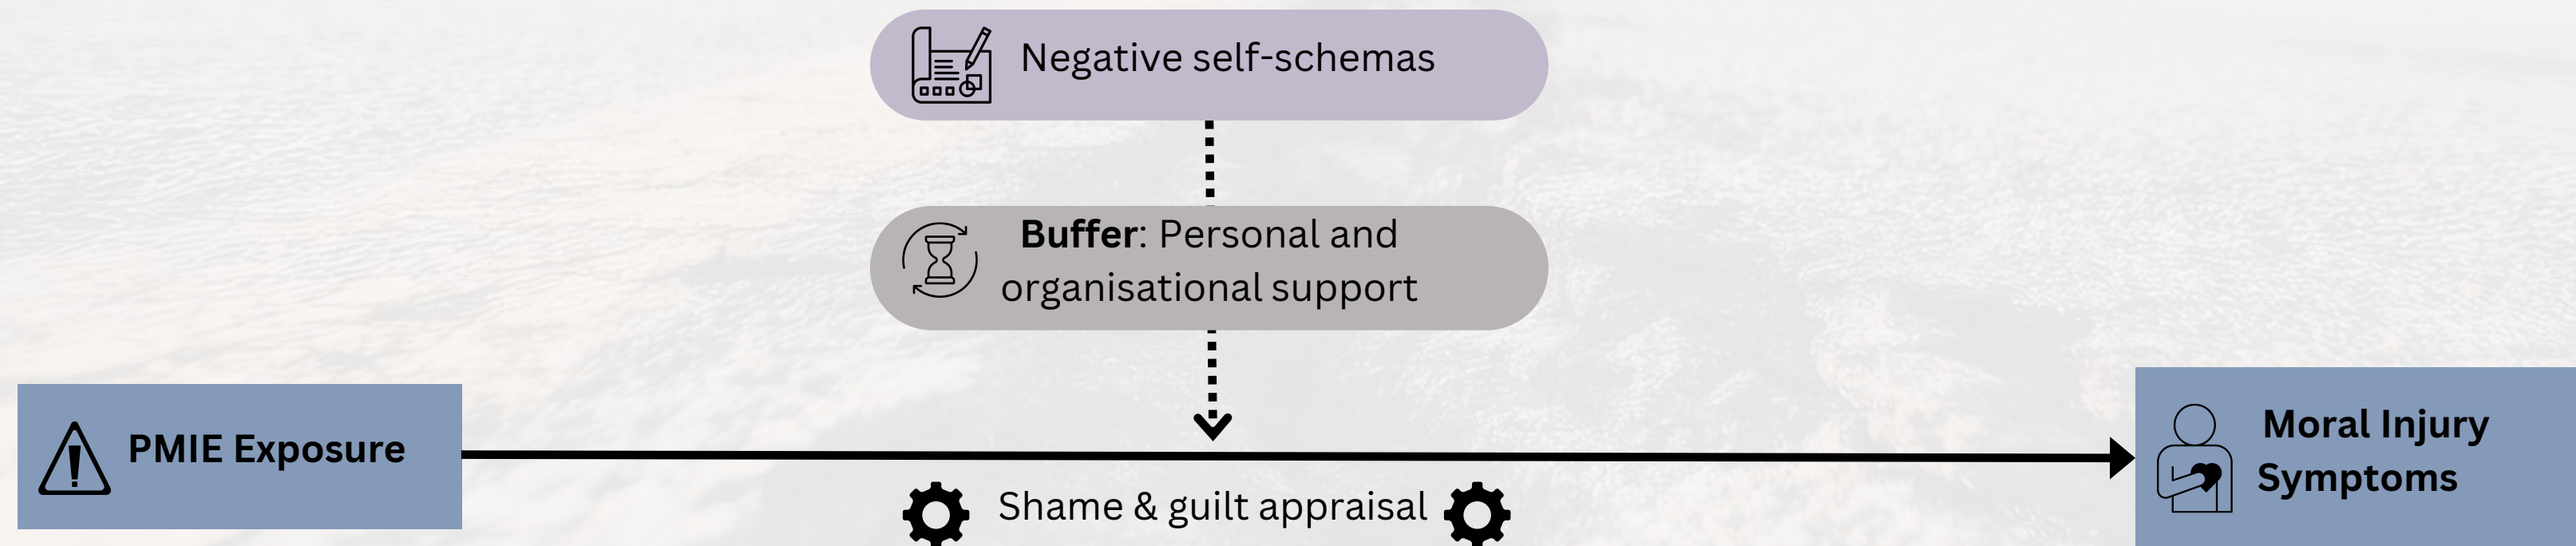 Negative self-schemas
Buffer: Personal and
organisational support
PMIE Exposure
Moral Injury
Symptoms
Shame & guilt appraisal